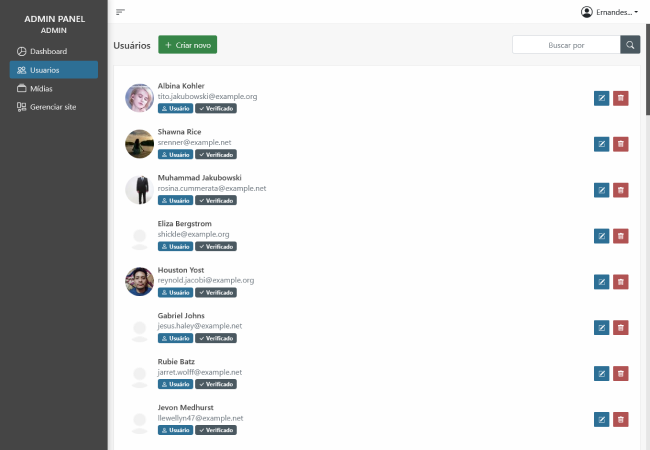 ADMIN PANEL
ADMIN
Dashboard
Usuarios
Mídias
Gerenciar site
Ernandes...
Usuários
+ Criar novo
Buscar por
Albina Kohler
tito.jakubowski@example.org
Usuário Verificado
Shawna Rice
srenner@example.net
Usuário Verificado
Muhammad Jakubowski
rosina.cummerata@example.net
Usuário Verificado
Eliza Bergstrom
shickle@example.org
Usuário Verificado
Houston Yost
reynold.jacobi@example.org
Usuário Verificado
Gabriel Johns
jesus.haley@example.net
Usuário Verificado
Rubie Batz
jarret.wolff@example.net
Usuário Verificado
Jevon Medhurst
llewellyn47@example.net
Usuário Verificado